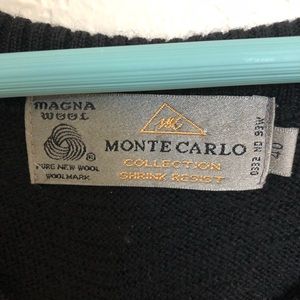 MAGNA
WOOL
®
PURE NEW WOOL
WOOLMARK
MONTE CARLO
COLLECTION
SHRINK RESIST
40